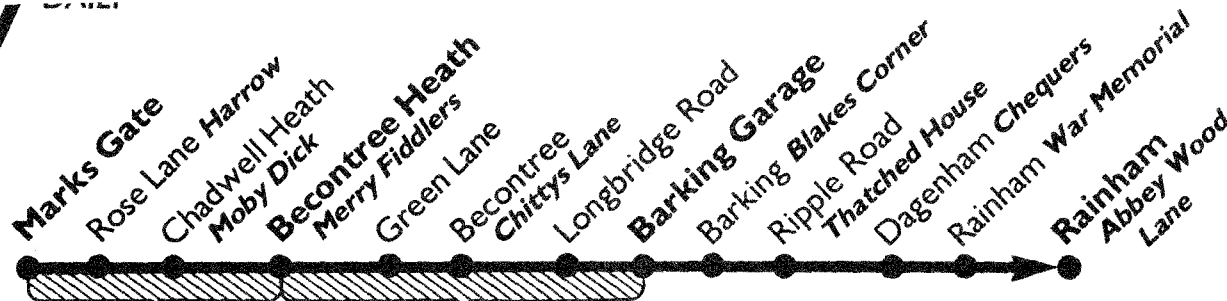 Marks Gate
Rose Lane Harrow
Chadwell Heath
Moby Dick
Becontree Heath
Merry Fiddlers
Green Lane
Becontree
Chittys Lane
Longbridge Road
Barking Garage
Barking Blakes Corner
Ripple Road
Thatched House
Dagenham Chequers
Rainham War Memorial
Rainham
Abbey Wood
Lane